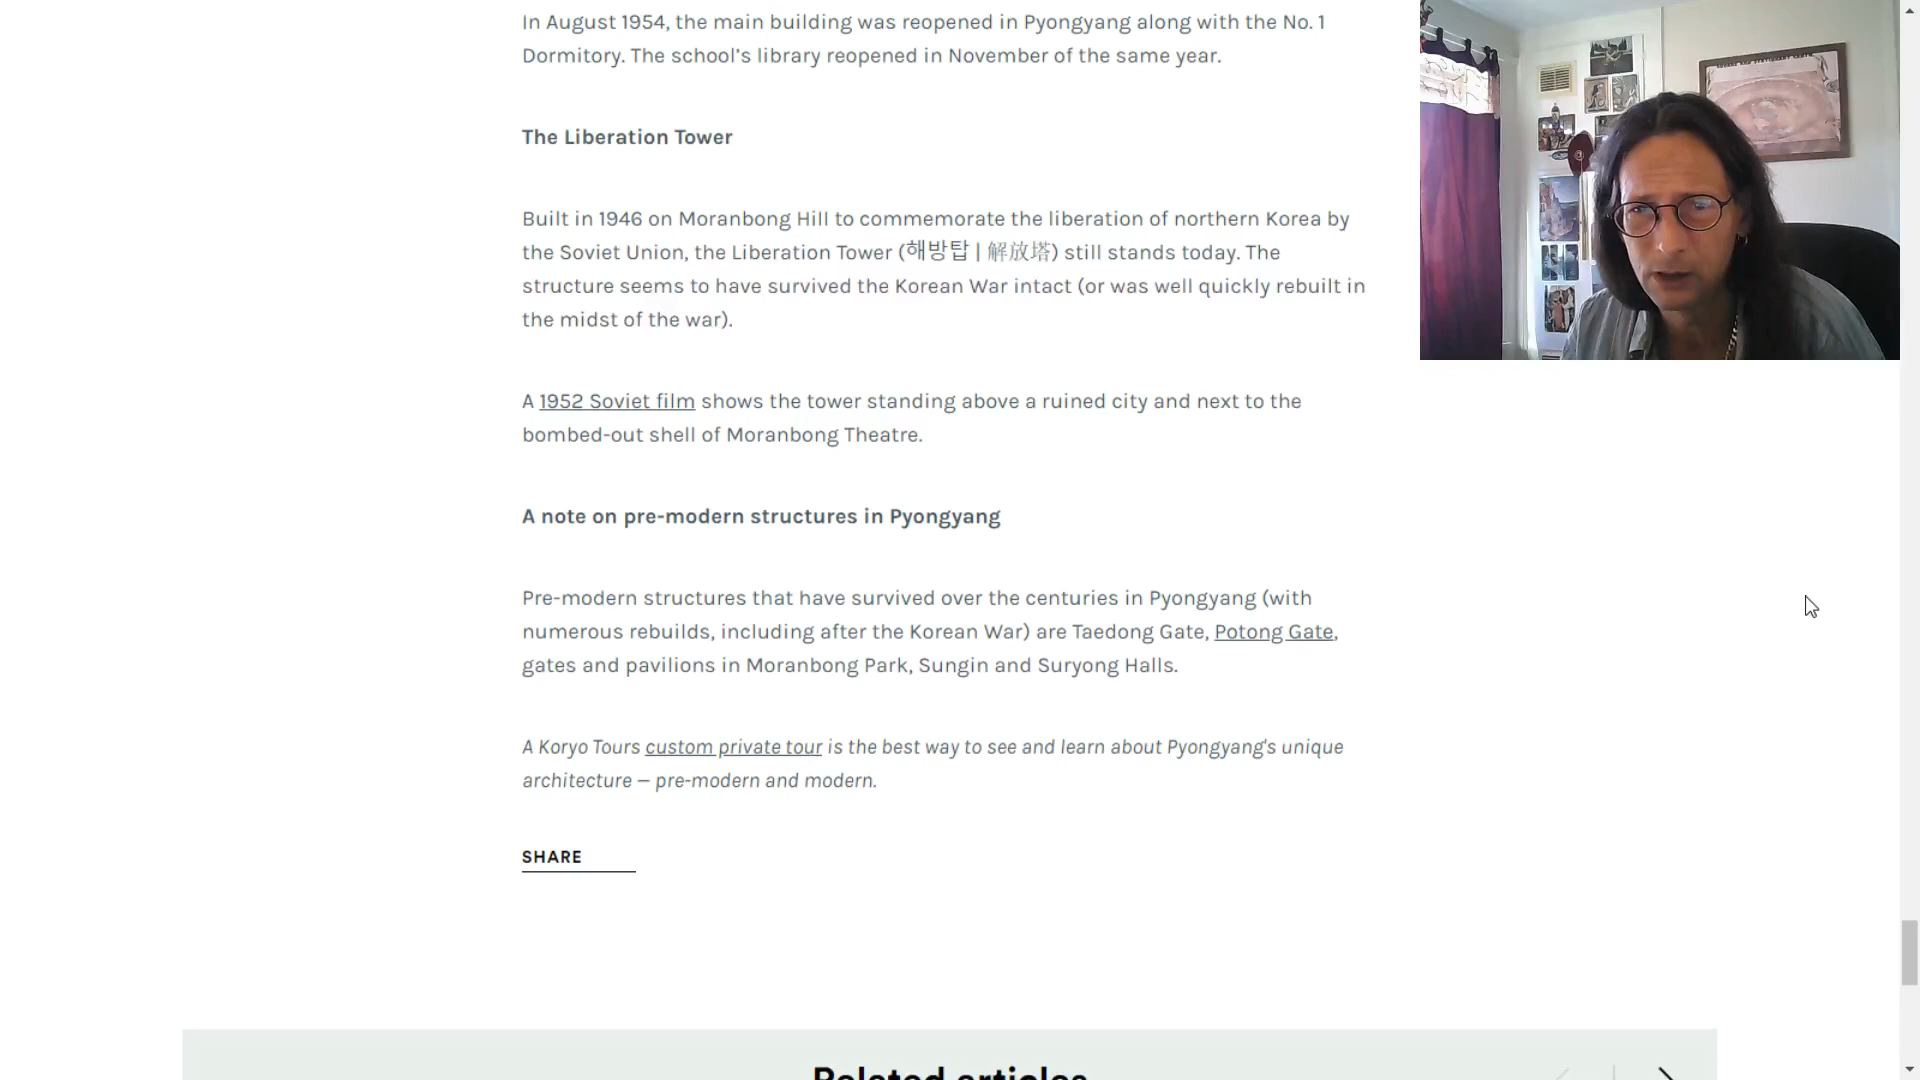 In August 1954, the main building was reopened in Pyongyang along with the No. 1
Dormitory. The school's library reopened in November of the same year.
The Liberation Tower
Built in 1946 on Moranbong Hill to commemorate the liberation of northern Korea by
the Soviet Union, the Liberation Tower (해방탑 | 解放塔) still stands today. The
structure seems to have survived the Korean War intact (or was well quickly rebuilt in
the midst of the war).
A 1952 Soviet film shows the tower standing above a ruined city and next to the
bombed-out shell of Moranbong Theatre.
A note on pre-modern structures in Pyongyang
Pre-modern structures that have survived over the centuries in Pyongyang (with
numerous rebuilds, including after the Korean War) are Taedong Gate, Potong Gate,
gates and pavilions in Moranbong Park, Sungin and Suryong Halls.
A Koryo Tours custom private tour is the best way to see and learn about Pyongyang's unique
architecture — pre-modern and modern.
SHARE
Related articles